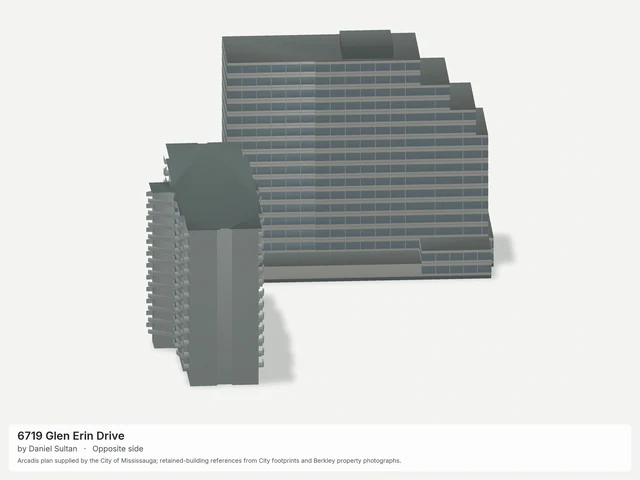 6719 Glen Erin Drive
by Daniel Sultan · Opposite side
Arcadis plan supplied by the City of Mississauga; retained-building references from City footprints and Berkley property photographs.